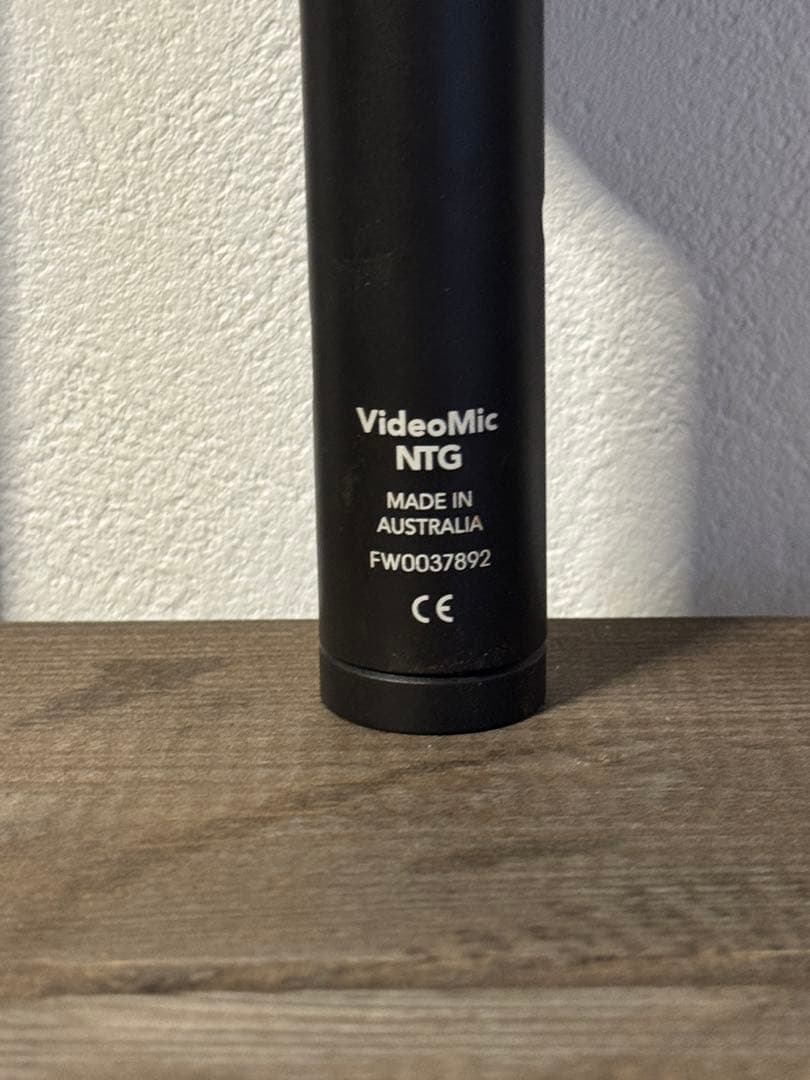 VideoMic
NTG
MADE IN
AUSTRALIA
FW0037892
CE